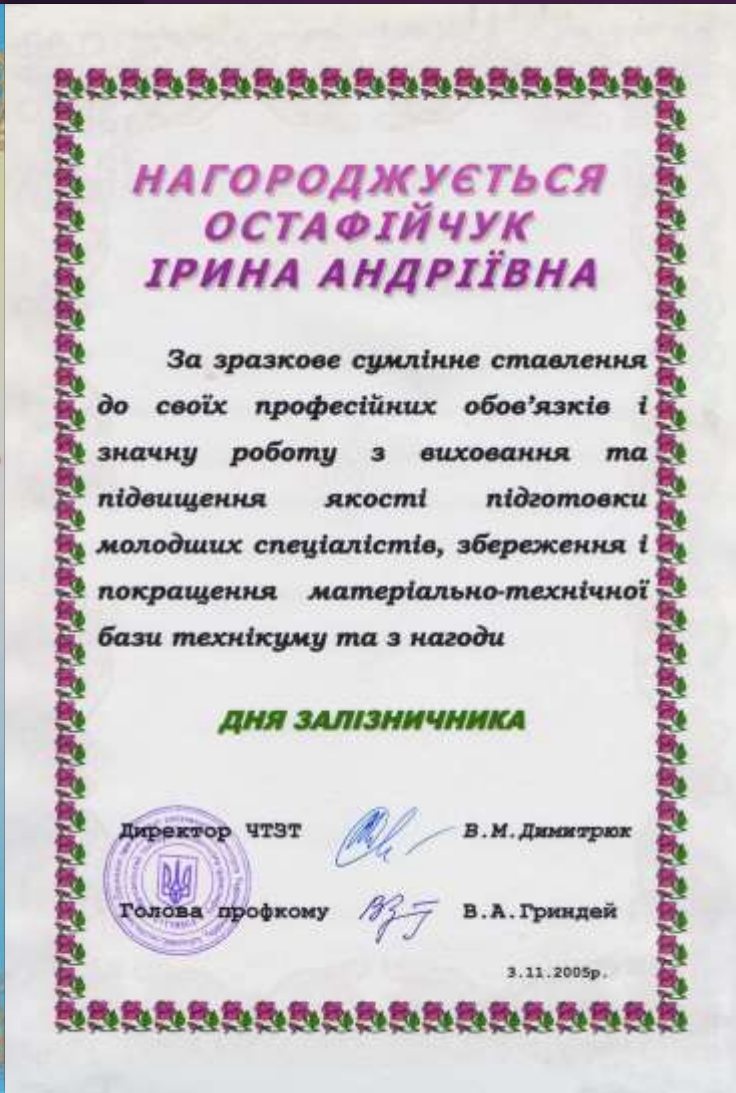 НАГОРОДЖУЄТЬСЯ
ОСТАФІЙЧУК
ІРИНА АНДРІЇВНА
За зразкове сумлінне ставлення
до своїх професійних обов’язків і
значну роботу з виховання та
підвищення якості підготовки
молодших спеціалістів, збереження і
покращення матеріально-технічної
бази технікуму та з нагоди
ДНЯ ЗАЛІЗНИЧНИКА
Директор ЧТЗТ В.М.Димитрюк
Голова профкому В.А.Гриндей
3.11.2005р.